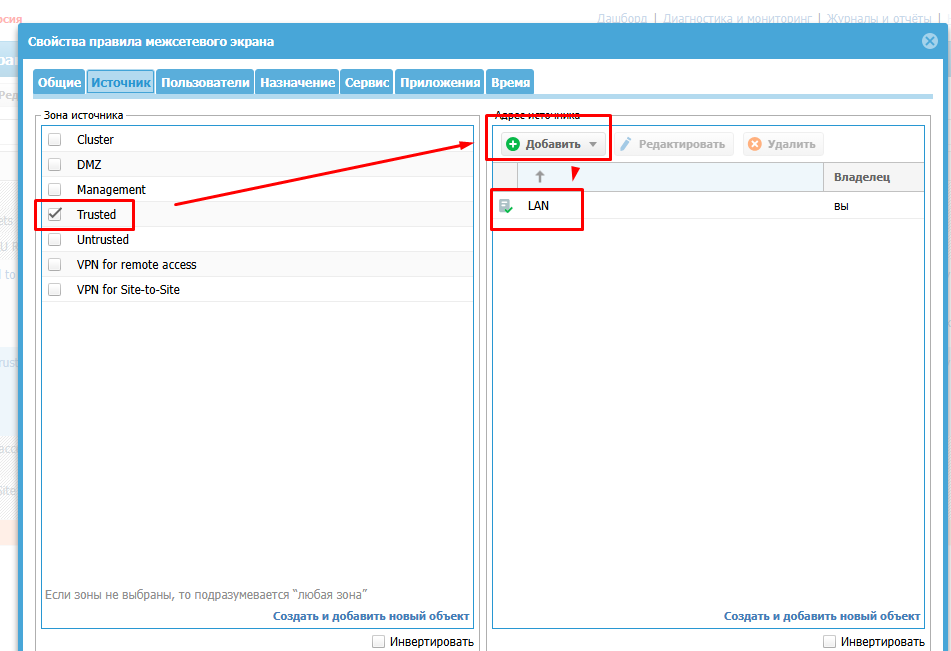 рсия
Дашборд | Диагностика и мониторинг | Журналы и отчёты |
Свойства правила межсетевого экрана
Общие Источник Пользователи Назначение Сервис Приложения Время
Зона источника
Cluster
DMZ
Management
Trusted
Untrusted
VPN for remote access
VPN for Site-to-Site
Если зоны не выбраны, то подразумевается "любая зона"
Создать и добавить новый объект
Инвертировать
Адрес источника
Добавить Редактировать Удалить
Владелец
LAN вы
Создать и добавить новый объект
Инвертировать